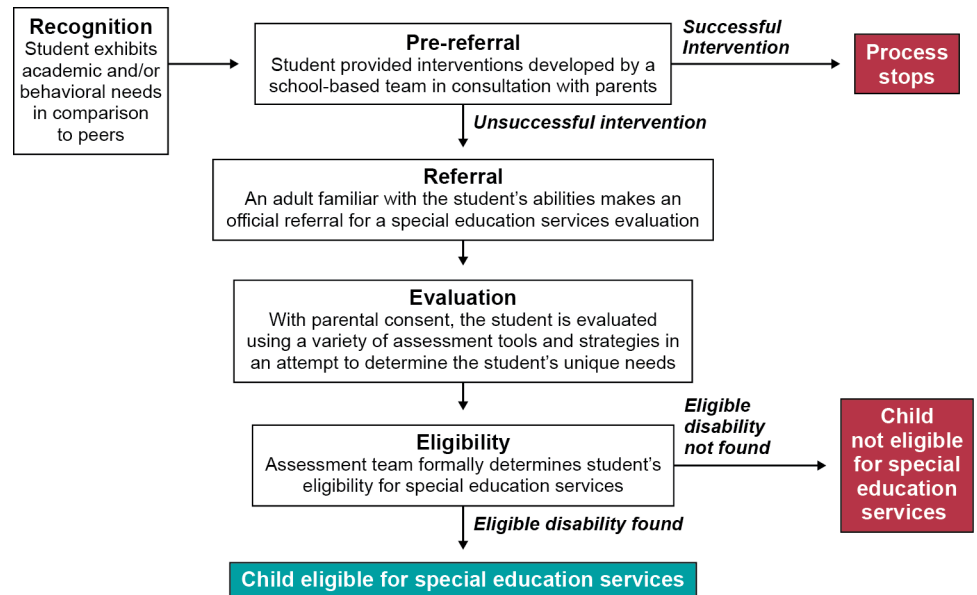 Recognition
Student exhibits
academic and/or
behavioral needs
in comparison
to peers
Pre-referral
Student provided interventions developed by a
school-based team in consultation with parents
Successful
Intervention
Process
stops
Unsuccessful intervention
Referral
An adult familiar with the student’s abilities makes an
official referral for a special education services evaluation
Evaluation
With parental consent, the student is evaluated
using a variety of assessment tools and strategies in
an attempt to determine the student’s unique needs
Eligibility
Assessment team formally determines student’s
eligibility for special education services
Eligible
disability
not found
Child
not eligible
for special
education
services
Eligible disability found
Child eligible for special education services